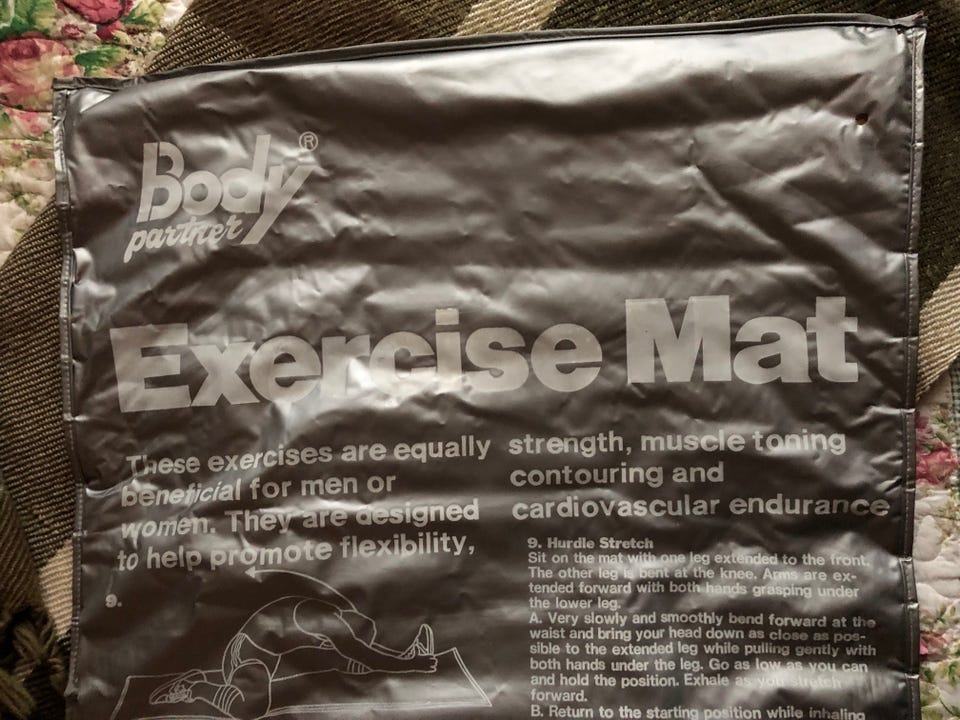 Body®
partner
Exercise Mat
These exercises are equally
beneficial for men or
women. They are designed
to help promote flexibility,
strength, muscle toning
contouring and
cardiovascular endurance
9.
9. Hurdle Stretch
Sit on the mat with one leg extended to the front.
The other leg is bent at the knee. Arms are ex-
tended forward with both hands grasping under
the lower leg.
A. Very slowly and smoothly bend forward at the
waist and bring your head down as close as pos-
sible to the extended leg while pulling gently with
both hands under the leg. Go as low as you can
and hold the position. Exhale as you stretch
forward.
B. Return to the starting position while inhaling